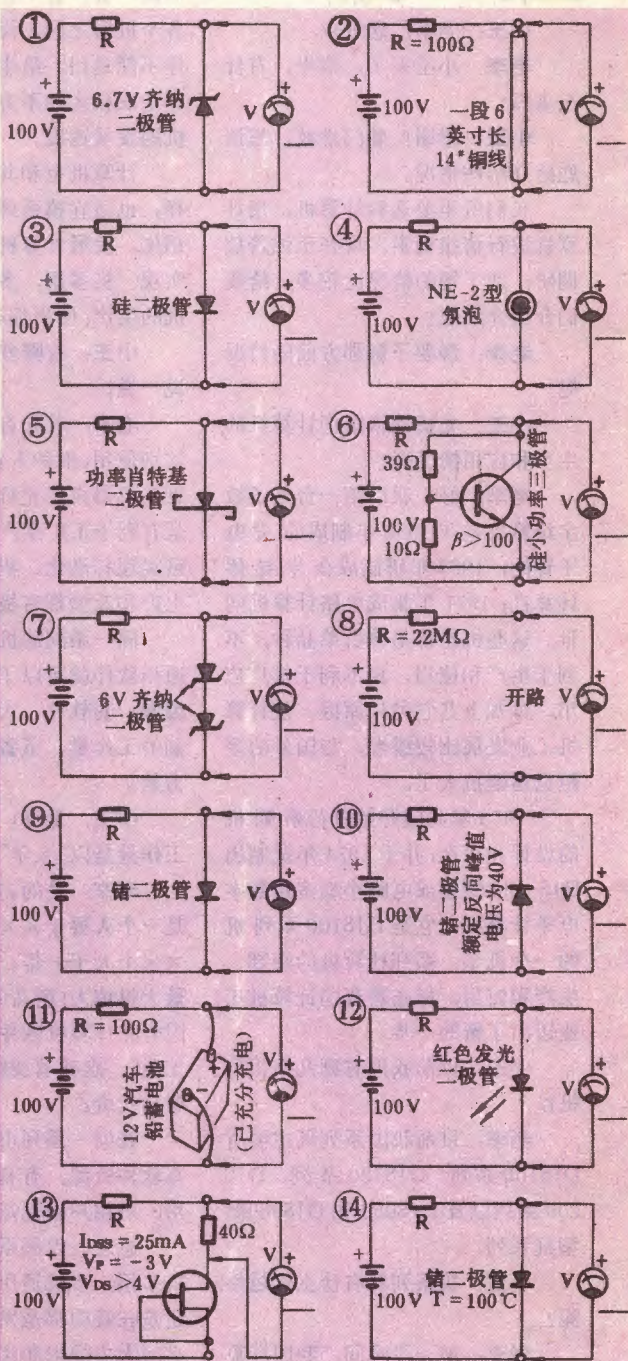 ①
R
100V
6.7V 齐纳
二极管
V
②
R=100Ω
100V
一段6
英寸长
14#铜线
V
③
R
100V
硅二极管
V
④
R
100V
NE-2型
氖泡
V
⑤
R
100V
功率肖特基
二极管
V
⑥
R
100V
39Ω
10Ω
β>100
硅小功率三极管
V
⑦
R
100V
6V 齐纳
二极管
V
⑧
R=22MΩ
100V
开路
V
⑨
R
100V
锗二极管
V
⑩
R
100V
锗二极管
额定反向峰值
电压为40V
V
⑪
R=100Ω
100V
12V汽车
铅蓄电池
(已充分充电)
V
⑫
R
100V
红色发光
二极管
V
⑬
R
100V
IDSS=25mA
VP=-3V
VDS>4V
40Ω
V
⑭
R
100V
锗二极管
T=100℃
V